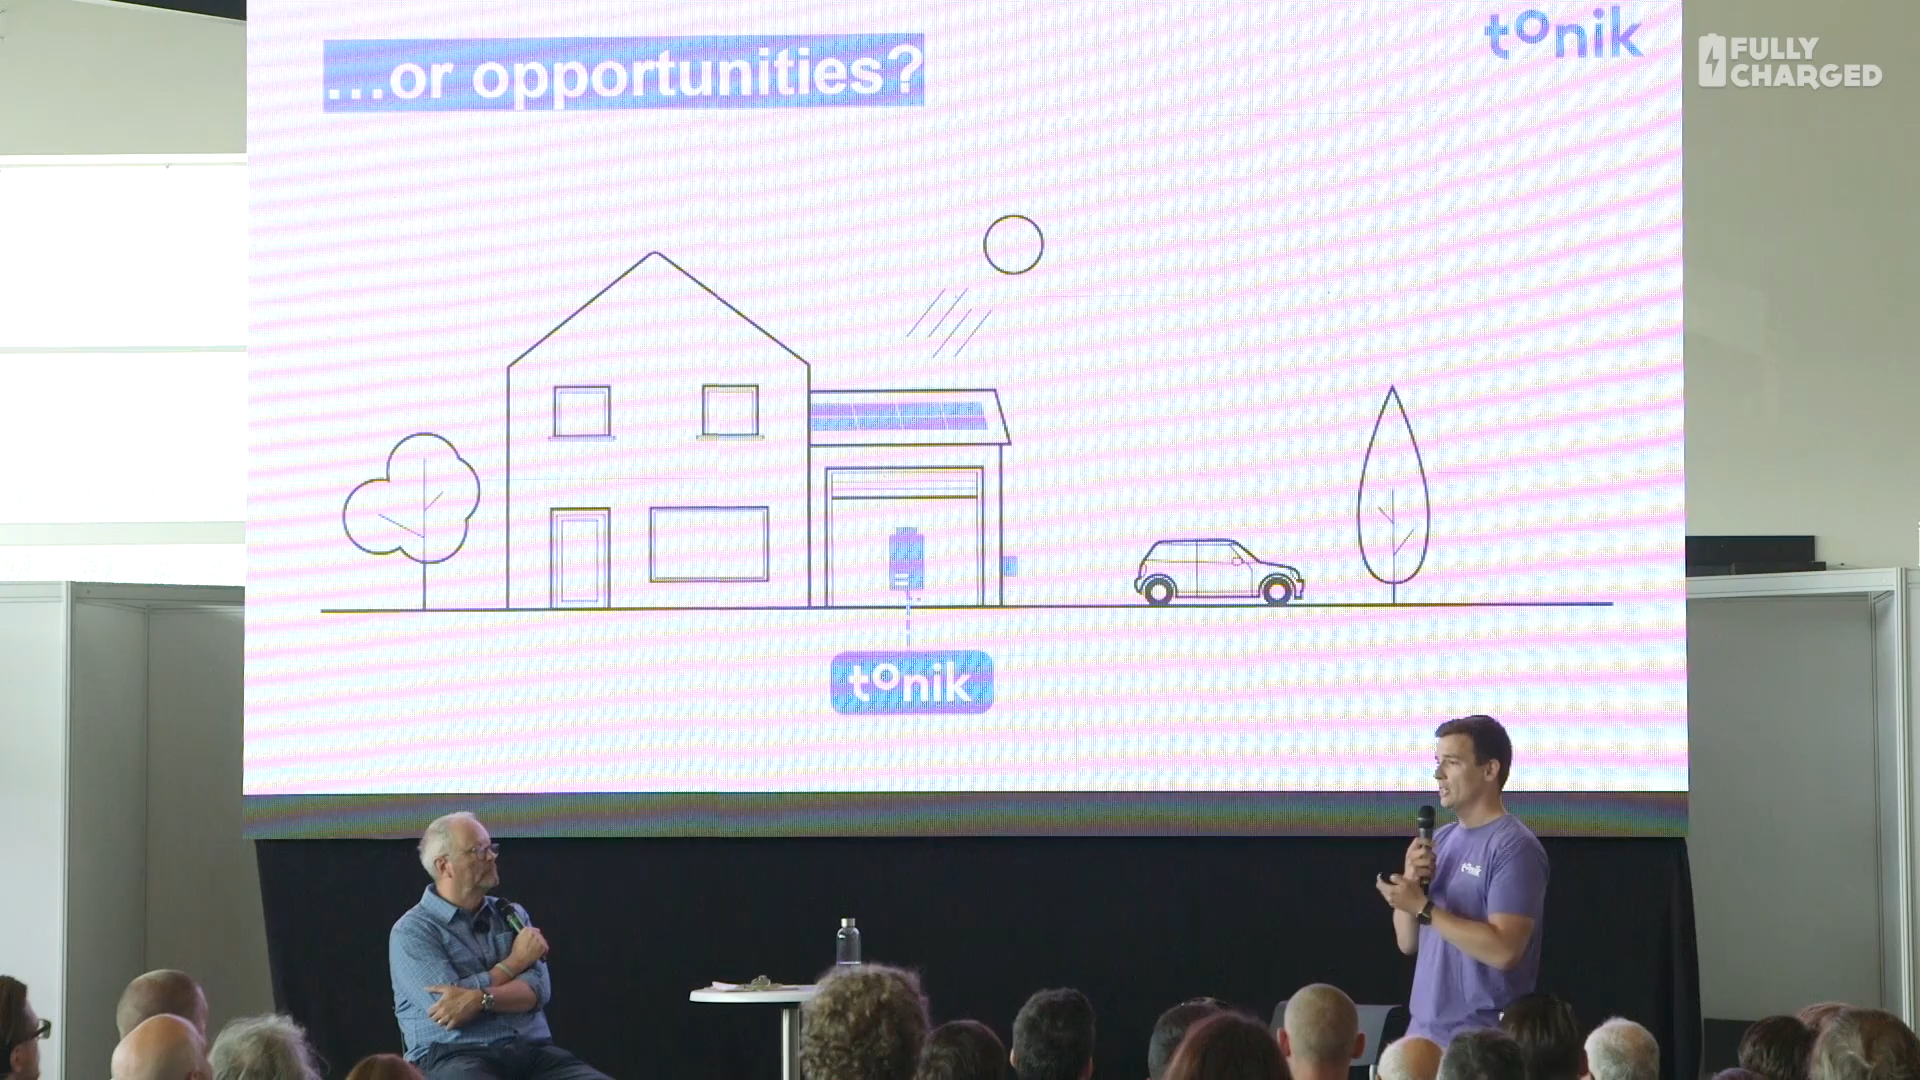 ...or opportunities?
tonik
FULLY
CHARGED
tonik
tonik